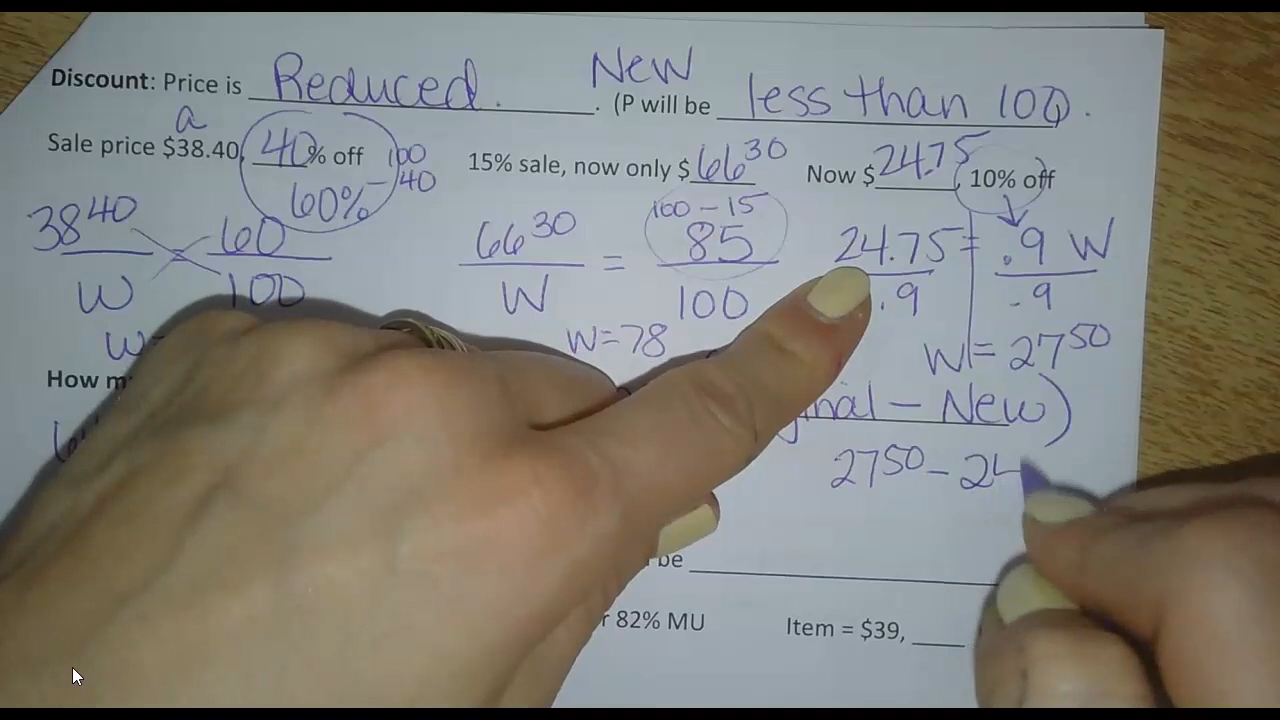 Discount: Price is Reduced. . (P will be New less than 100.
a
Sale price $38.40, 40% off 100
60% - 40
38 40 60
W 100
W=
15% sale, now only $66 30
100 - 15
66 30 = 85
W 100
W=78
Now $24.75, 10% off
24.75 = .9 W
.9 .9
W = 27 50
How
inal - New)
27 50 - 24
be
82% MU Item = $39, ____